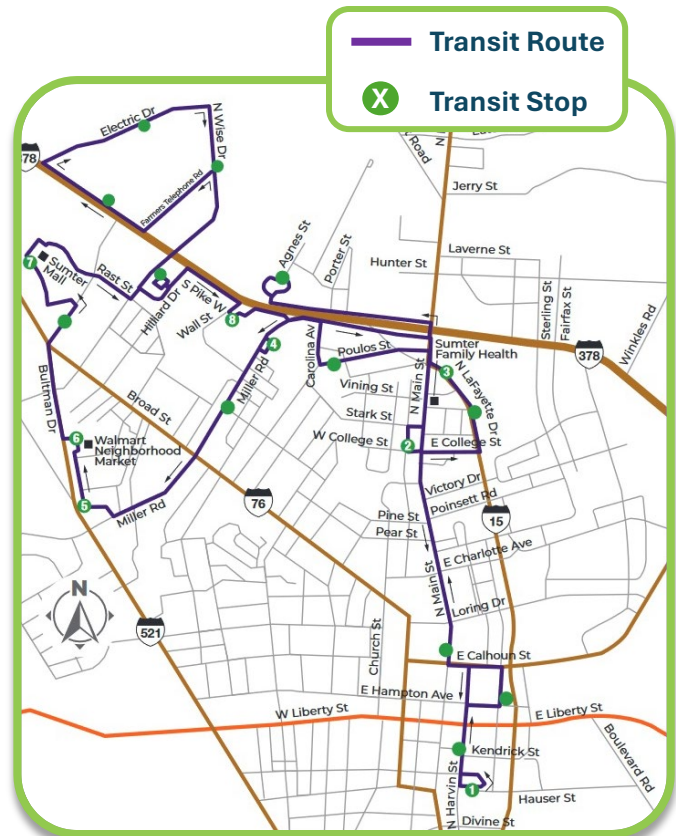 Transit Route
X Transit Stop
Electric Dr
N Wise Dr
Farmers Telephone Rd
Road
Jerry St
Agnes St
Porter St
Laverne St
Hunter St
7
Sumter
Mall
Rast St
Hilliard Dr
S Pike W
Wall St
8
4
Sterling St
Fairfax St
Winkles Rd
378
Carolina Av
Poulos St
Sumter
Family Health
3
N LaFayette Dr
N Main St
Vining St
Stark St
W College St
2
E College St
Bultman Dr
Broad St
Miller Rd
6
Walmart
Neighborhood
Market
5
Miller Rd
76
Victory Dr
Poinsett Rd
15
Pine St
Pear St
E Charlotte Ave
N
521
N Main St
Loring Dr
Church St
E Calhoun St
E Hampton Ave
W Liberty St
E Liberty St
Kendrick St
Boulevard Rd
N Harvin St
1
Hauser St
Divine St